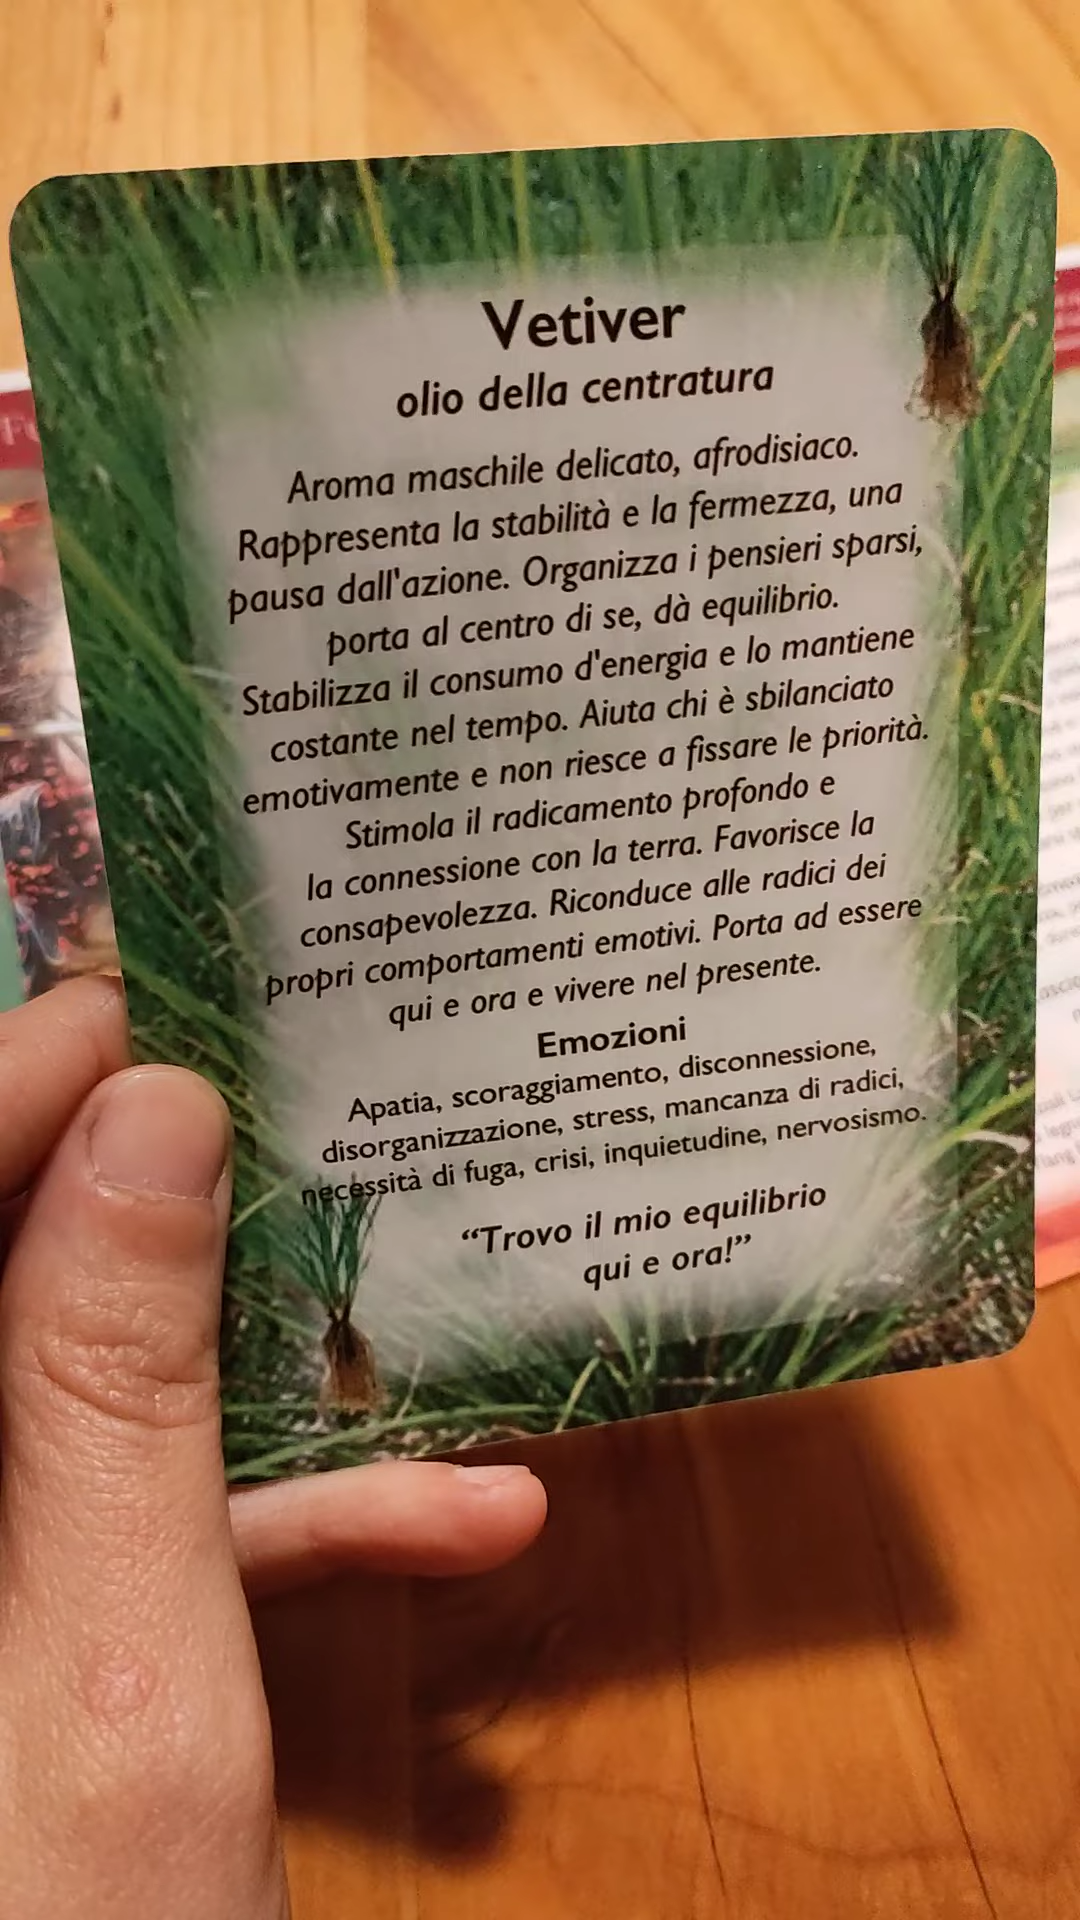 Vetiver
olio della centratura
Aroma maschile delicato, afrodisiaco.
Rappresenta la stabilità e la fermezza, una
pausa dall'azione. Organizza i pensieri sparsi,
porta al centro di se, dà equilibrio.
Stabilizza il consumo d'energia e lo mantiene
costante nel tempo. Aiuta chi è sbilanciato
emotivamente e non riesce a fissare le priorità.
Stimola il radicamento profondo e
la connessione con la terra. Favorisce la
consapevolezza. Riconduce alle radici dei
propri comportamenti emotivi. Porta ad essere
qui e ora e vivere nel presente.
Emozioni
Apatia, scoraggiamento, disconnessione,
disorganizzazione, stress, mancanza di radici,
necessità di fuga, crisi, inquietudine, nervosismo.
“Trovo il mio equilibrio
qui e ora!”